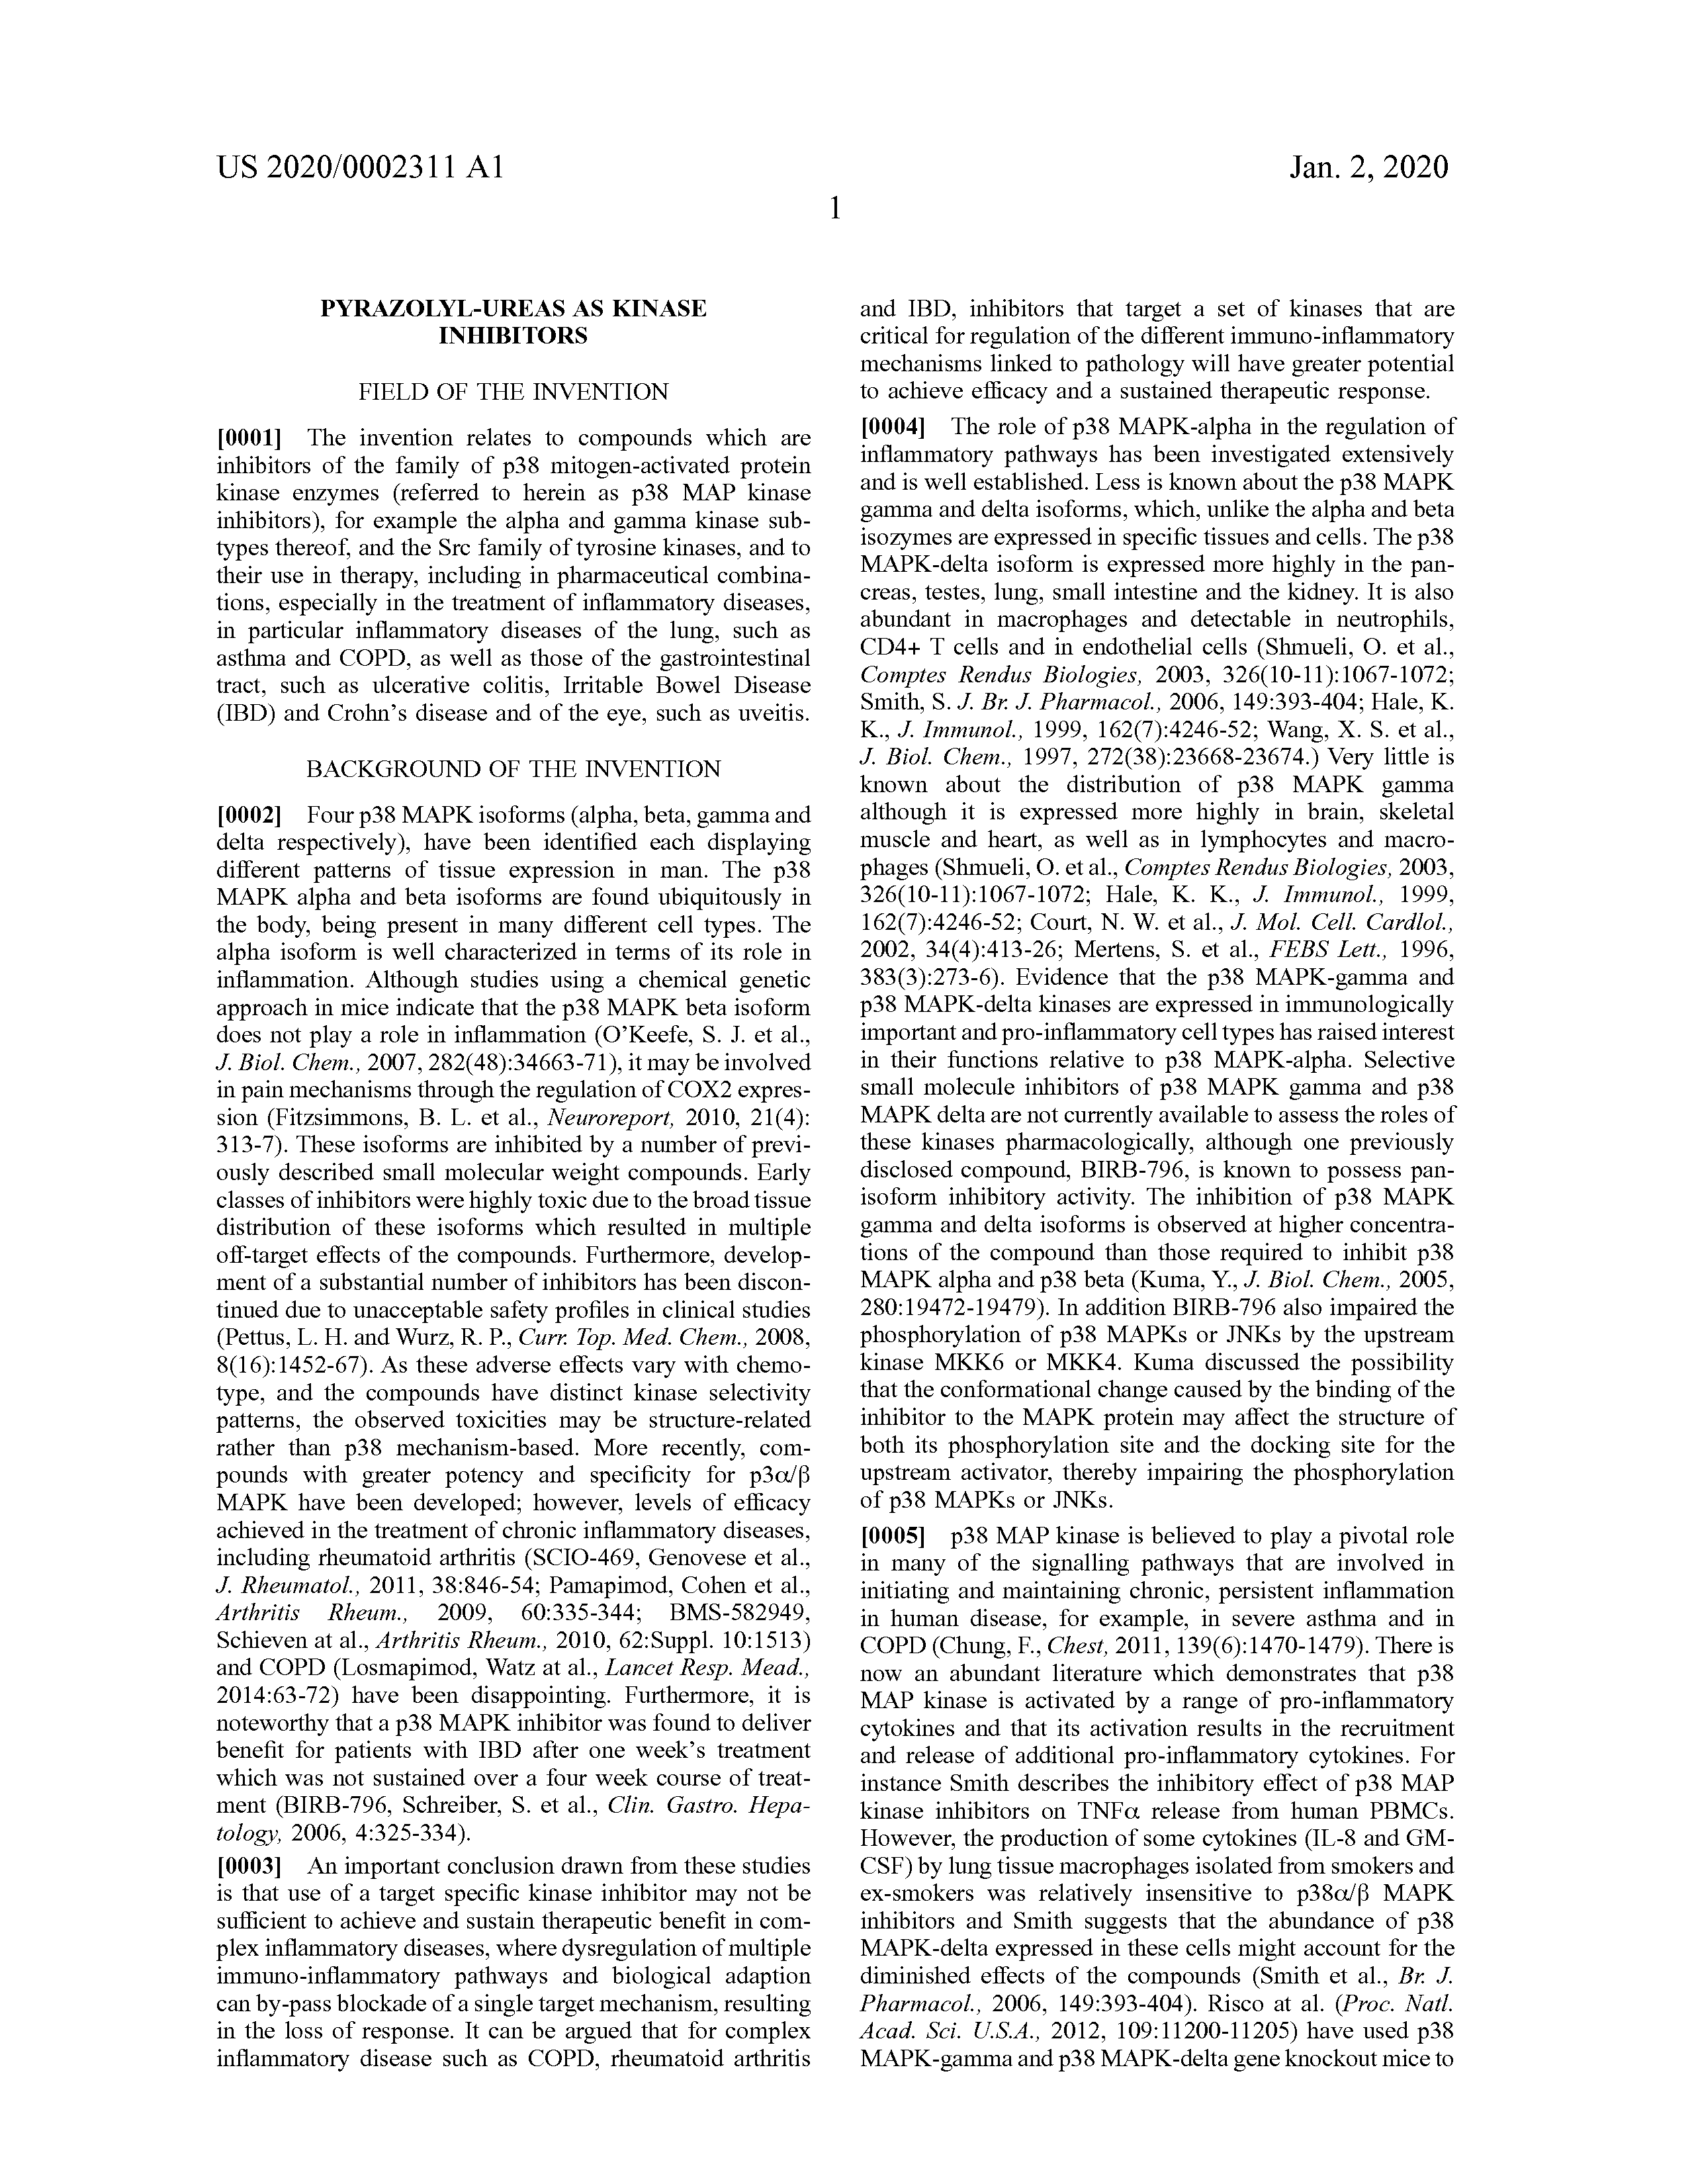 US 2020/0002311 A1
Jan. 2, 2020
1
PYRAZOLYL-UREAS AS KINASE
INHIBITORS
FIELD OF THE INVENTION
[0001] The invention relates to compounds which are
inhibitors of the family of p38 mitogen-activated protein
kinase enzymes (referred to herein as p38 MAP kinase
inhibitors), for example the alpha and gamma kinase sub-
types thereof, and the Src family of tyrosine kinases, and to
their use in therapy, including in pharmaceutical combina-
tions, especially in the treatment of inflammatory diseases,
in particular inflammatory diseases of the lung, such as
asthma and COPD, as well as those of the gastrointestinal
tract, such as ulcerative colitis, Irritable Bowel Disease
(IBD) and Crohn's disease and of the eye, such as uveitis.
BACKGROUND OF THE INVENTION
[0002] Four p38 MAPK isoforms (alpha, beta, gamma and
delta respectively), have been identified each displaying
different patterns of tissue expression in man. The p38
MAPK alpha and beta isoforms are found ubiquitously in
the body, being present in many different cell types. The
alpha isoform is well characterized in terms of its role in
inflammation. Although studies using a chemical genetic
approach in mice indicate that the p38 MAPK beta isoform
does not play a role in inflammation (O'Keefe, S. J. et al.,
J. Biol. Chem., 2007, 282(48):34663-71), it may be involved
in pain mechanisms through the regulation of COX2 expres-
sion (Fitzsimmons, B. L. et al., Neuroreport, 2010, 21(4):
313-7). These isoforms are inhibited by a number of previ-
ously described small molecular weight compounds. Early
classes of inhibitors were highly toxic due to the broad tissue
distribution of these isoforms which resulted in multiple
off-target effects of the compounds. Furthermore, develop-
ment of a substantial number of inhibitors has been discon-
tinued due to unacceptable safety profiles in clinical studies
(Pettus, L. H. and Wurz, R. P., Curr. Top. Med. Chem., 2008,
8(16):1452-67). As these adverse effects vary with chemo-
type, and the compounds have distinct kinase selectivity
patterns, the observed toxicities may be structure-related
rather than p38 mechanism-based. More recently, com-
pounds with greater potency and specificity for p3α/β
MAPK have been developed; however, levels of efficacy
achieved in the treatment of chronic inflammatory diseases,
including rheumatoid arthritis (SCIO-469, Genovese et al.,
J. Rheumatol., 2011, 38:846-54; Pamapimod, Cohen et al.,
Arthritis Rheum., 2009, 60:335-344; BMS-582949,
Schieven at al., Arthritis Rheum., 2010, 62:Suppl. 10:1513)
and COPD (Losmapimod, Watz at al., Lancet Resp. Mead.,
2014:63-72) have been disappointing. Furthermore, it is
noteworthy that a p38 MAPK inhibitor was found to deliver
benefit for patients with IBD after one week's treatment
which was not sustained over a four week course of treat-
ment (BIRB-796, Schreiber, S. et al., Clin. Gastro. Hepa-
tology, 2006, 4:325-334).
[0003] An important conclusion drawn from these studies
is that use of a target specific kinase inhibitor may not be
sufficient to achieve and sustain therapeutic benefit in com-
plex inflammatory diseases, where dysregulation of multiple
immuno-inflammatory pathways and biological adaption
can by-pass blockade of a single target mechanism, resulting
in the loss of response. It can be argued that for complex
inflammatory disease such as COPD, rheumatoid arthritis
and IBD, inhibitors that target a set of kinases that are
critical for regulation of the different immuno-inflammatory
mechanisms linked to pathology will have greater potential
to achieve efficacy and a sustained therapeutic response.
[0004] The role of p38 MAPK-alpha in the regulation of
inflammatory pathways has been investigated extensively
and is well established. Less is known about the p38 MAPK
gamma and delta isoforms, which, unlike the alpha and beta
isozymes are expressed in specific tissues and cells. The p38
MAPK-delta isoform is expressed more highly in the pan-
creas, testes, lung, small intestine and the kidney. It is also
abundant in macrophages and detectable in neutrophils,
CD4+ T cells and in endothelial cells (Shmueli, O. et al.,
Comptes Rendus Biologies, 2003, 326(10-11):1067-1072;
Smith, S. J. Br. J. Pharmacol., 2006, 149:393-404; Hale, K.
K., J. Immunol., 1999, 162(7):4246-52; Wang, X. S. et al.,
J. Biol. Chem., 1997, 272(38):23668-23674.) Very little is
known about the distribution of p38 MAPK gamma
although it is expressed more highly in brain, skeletal
muscle and heart, as well as in lymphocytes and macro-
phages (Shmueli, O. et al., Comptes Rendus Biologies, 2003,
326(10-11):1067-1072; Hale, K. K., J. Immunol., 1999,
162(7):4246-52; Court, N. W. et al., J. Mol. Cell. Cardlol.,
2002, 34(4):413-26; Mertens, S. et al., FEBS Lett., 1996,
383(3):273-6). Evidence that the p38 MAPK-gamma and
p38 MAPK-delta kinases are expressed in immunologically
important and pro-inflammatory cell types has raised interest
in their functions relative to p38 MAPK-alpha. Selective
small molecule inhibitors of p38 MAPK gamma and p38
MAPK delta are not currently available to assess the roles of
these kinases pharmacologically, although one previously
disclosed compound, BIRB-796, is known to possess pan-
isoform inhibitory activity. The inhibition of p38 MAPK
gamma and delta isoforms is observed at higher concentra-
tions of the compound than those required to inhibit p38
MAPK alpha and p38 beta (Kuma, Y., J. Biol. Chem., 2005,
280:19472-19479). In addition BIRB-796 also impaired the
phosphorylation of p38 MAPKs or JNKs by the upstream
kinase MKK6 or MKK4. Kuma discussed the possibility
that the conformational change caused by the binding of the
inhibitor to the MAPK protein may affect the structure of
both its phosphorylation site and the docking site for the
upstream activator, thereby impairing the phosphorylation
of p38 MAPKs or JNKs.
[0005] p38 MAP kinase is believed to play a pivotal role
in many of the signalling pathways that are involved in
initiating and maintaining chronic, persistent inflammation
in human disease, for example, in severe asthma and in
COPD (Chung, F., Chest, 2011, 139(6):1470-1479). There is
now an abundant literature which demonstrates that p38
MAP kinase is activated by a range of pro-inflammatory
cytokines and that its activation results in the recruitment
and release of additional pro-inflammatory cytokines. For
instance Smith describes the inhibitory effect of p38 MAP
kinase inhibitors on TNFα release from human PBMCs.
However, the production of some cytokines (IL-8 and GM-
CSF) by lung tissue macrophages isolated from smokers and
ex-smokers was relatively insensitive to p38α/β MAPK
inhibitors and Smith suggests that the abundance of p38
MAPK-delta expressed in these cells might account for the
diminished effects of the compounds (Smith et al., Br. J.
Pharmacol., 2006, 149:393-404). Risco at al. (Proc. Natl.
Acad. Sci. U.S.A., 2012, 109:11200-11205) have used p38
MAPK-gamma and p38 MAPK-delta gene knockout mice to